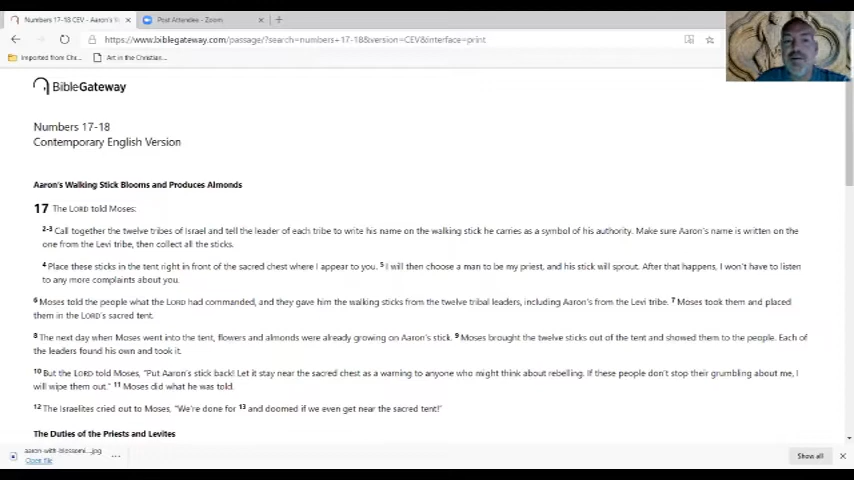 Numbers 17-18 CEV - Aaron's W
Post Attendee - Zoom
https://www.biblegateway.com/passage/?search=numbers+17-18&version=CEV&interface=print
Imported from Chr...
Art in the Christian...
BibleGateway
Numbers 17-18
Contemporary English Version
Aaron's Walking Stick Blooms and Produces Almonds
17 The LORD told Moses:
2-3 Call together the twelve tribes of Israel and tell the leader of each tribe to write his name on the walking stick he carries as a symbol of his authority. Make sure Aaron's name is written on the
one from the Levi tribe, then collect all the sticks.
4 Place these sticks in the tent right in front of the sacred chest where I appear to you. 5 I will then choose a man to be my priest, and his stick will sprout. After that happens, I won't have to listen
to any more complaints about you.
6 Moses told the people what the LORD had commanded, and they gave him the walking sticks from the twelve tribal leaders, including Aaron's from the Levi tribe. 7 Moses took them and placed
them in the LORD's sacred tent.
8 The next day when Moses went into the tent, flowers and almonds were already growing on Aaron's stick. 9 Moses brought the twelve sticks out of the tent and showed them to the people. Each of
the leaders found his own and took it.
10 But the LORD told Moses, "Put Aaron's stick back! Let it stay near the sacred chest as a warning to anyone who might think about rebelling. If these people don't stop their grumbling about me, I
will wipe them out." 11 Moses did what he was told.
12 The Israelites cried out to Moses, "We're done for 13 and doomed if we even get near the sacred tent!"
The Duties of the Priests and Levites
aaron-with-blossomi....jpg
Open file
Show all